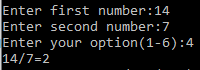 Enter first number:14
Enter second number:7
Enter your option(1-6):4
14/7=2